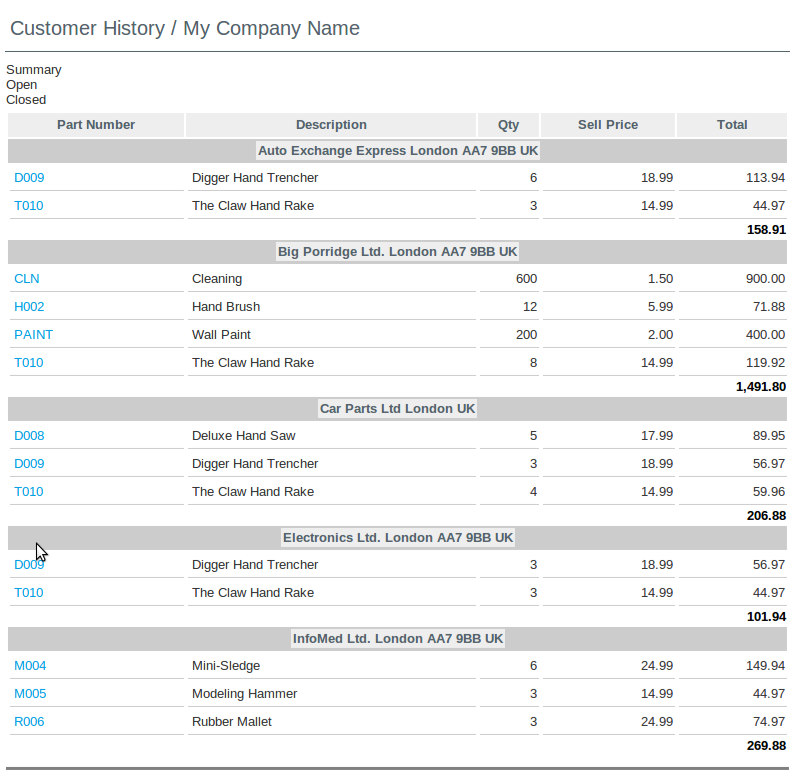 Customer History / My Company Name
Summary
Open
Closed
Part Number Description Qty Sell Price Total
Auto Exchange Express London AA7 9BB UK
D009 Digger Hand Trencher 6 18.99 113.94
T010 The Claw Hand Rake 3 14.99 44.97
158.91
Big Porridge Ltd. London AA7 9BB UK
CLN Cleaning 600 1.50 900.00
H002 Hand Brush 12 5.99 71.88
PAINT Wall Paint 200 2.00 400.00
T010 The Claw Hand Rake 8 14.99 119.92
1,491.80
Car Parts Ltd London UK
D008 Deluxe Hand Saw 5 17.99 89.95
D009 Digger Hand Trencher 3 18.99 56.97
T010 The Claw Hand Rake 4 14.99 59.96
206.88
Electronics Ltd. London AA7 9BB UK
D009 Digger Hand Trencher 3 18.99 56.97
T010 The Claw Hand Rake 3 14.99 44.97
101.94
InfoMed Ltd. London AA7 9BB UK
M004 Mini-Sledge 6 24.99 149.94
M005 Modeling Hammer 3 14.99 44.97
R006 Rubber Mallet 3 24.99 74.97
269.88